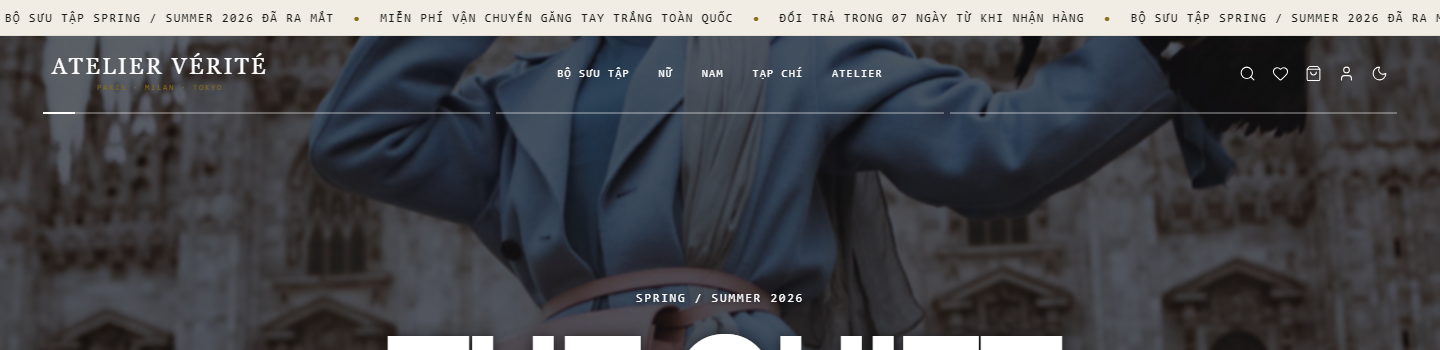 BỘ SƯU TẬP SPRING / SUMMER 2026 ĐÃ RA MẮT • MIỄN PHÍ VẬN CHUYỂN GĂNG TAY TRẮNG TOÀN QUỐC • ĐỔI TRẢ TRONG 07 NGÀY TỪ KHI NHẬN HÀNG • BỘ SƯU TẬP SPRING / SUMMER 2026 ĐÃ RA
ATELIER VÉRITÉ
PARIS · MILAN · TOKYO
BỘ SƯU TẬP NỮ NAM TẠP CHÍ ATELIER
SPRING / SUMMER 2026